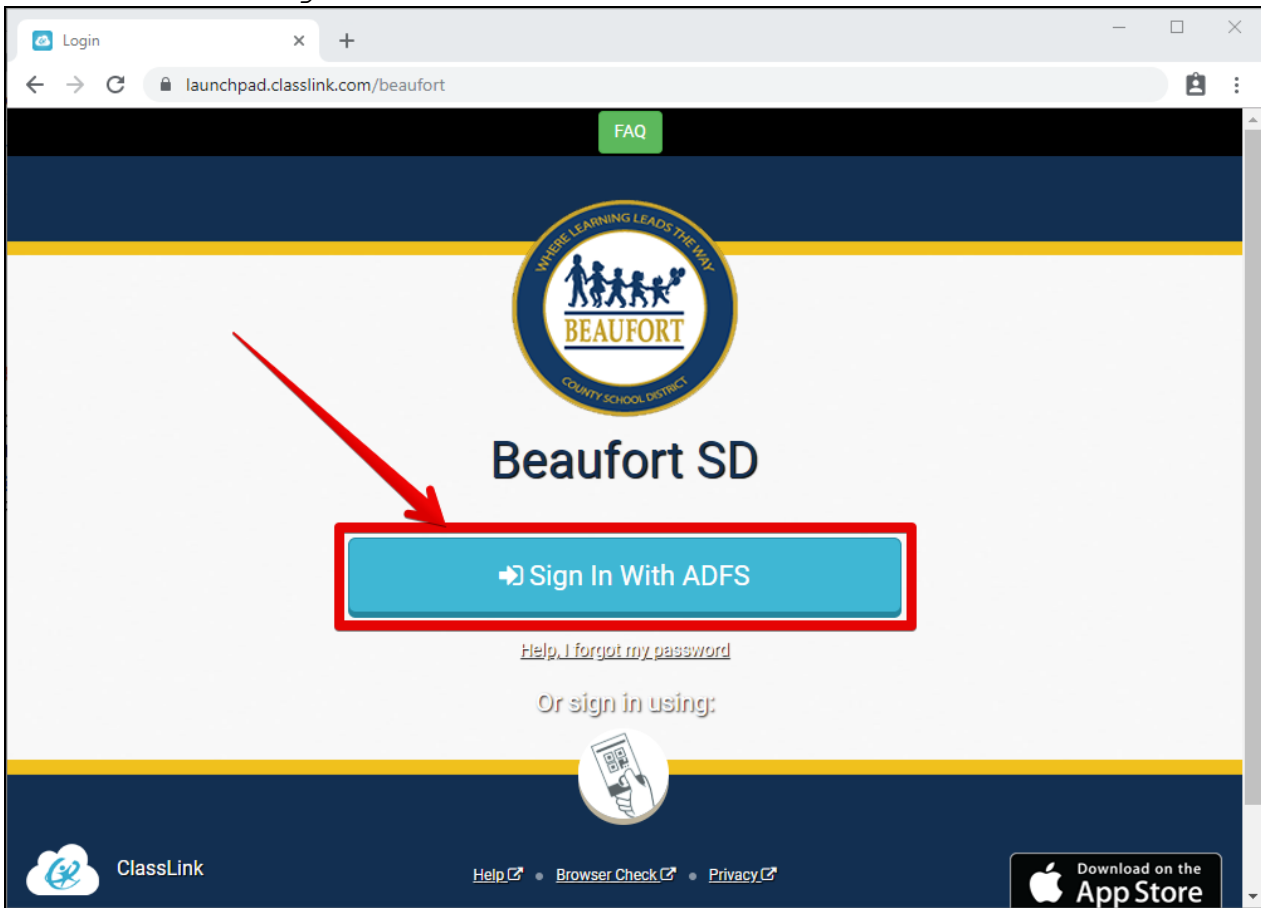 Login
launchpad.classlink.com/beaufort
FAQ
WHERE LEARNING LEADS THE WAY
BEAUFORT
COUNTY SCHOOL DISTRICT
Beaufort SD
Sign In With ADFS
Help, I forgot my password
Or sign in using:
ClassLink
Help • Browser Check • Privacy
Download on the
App Store